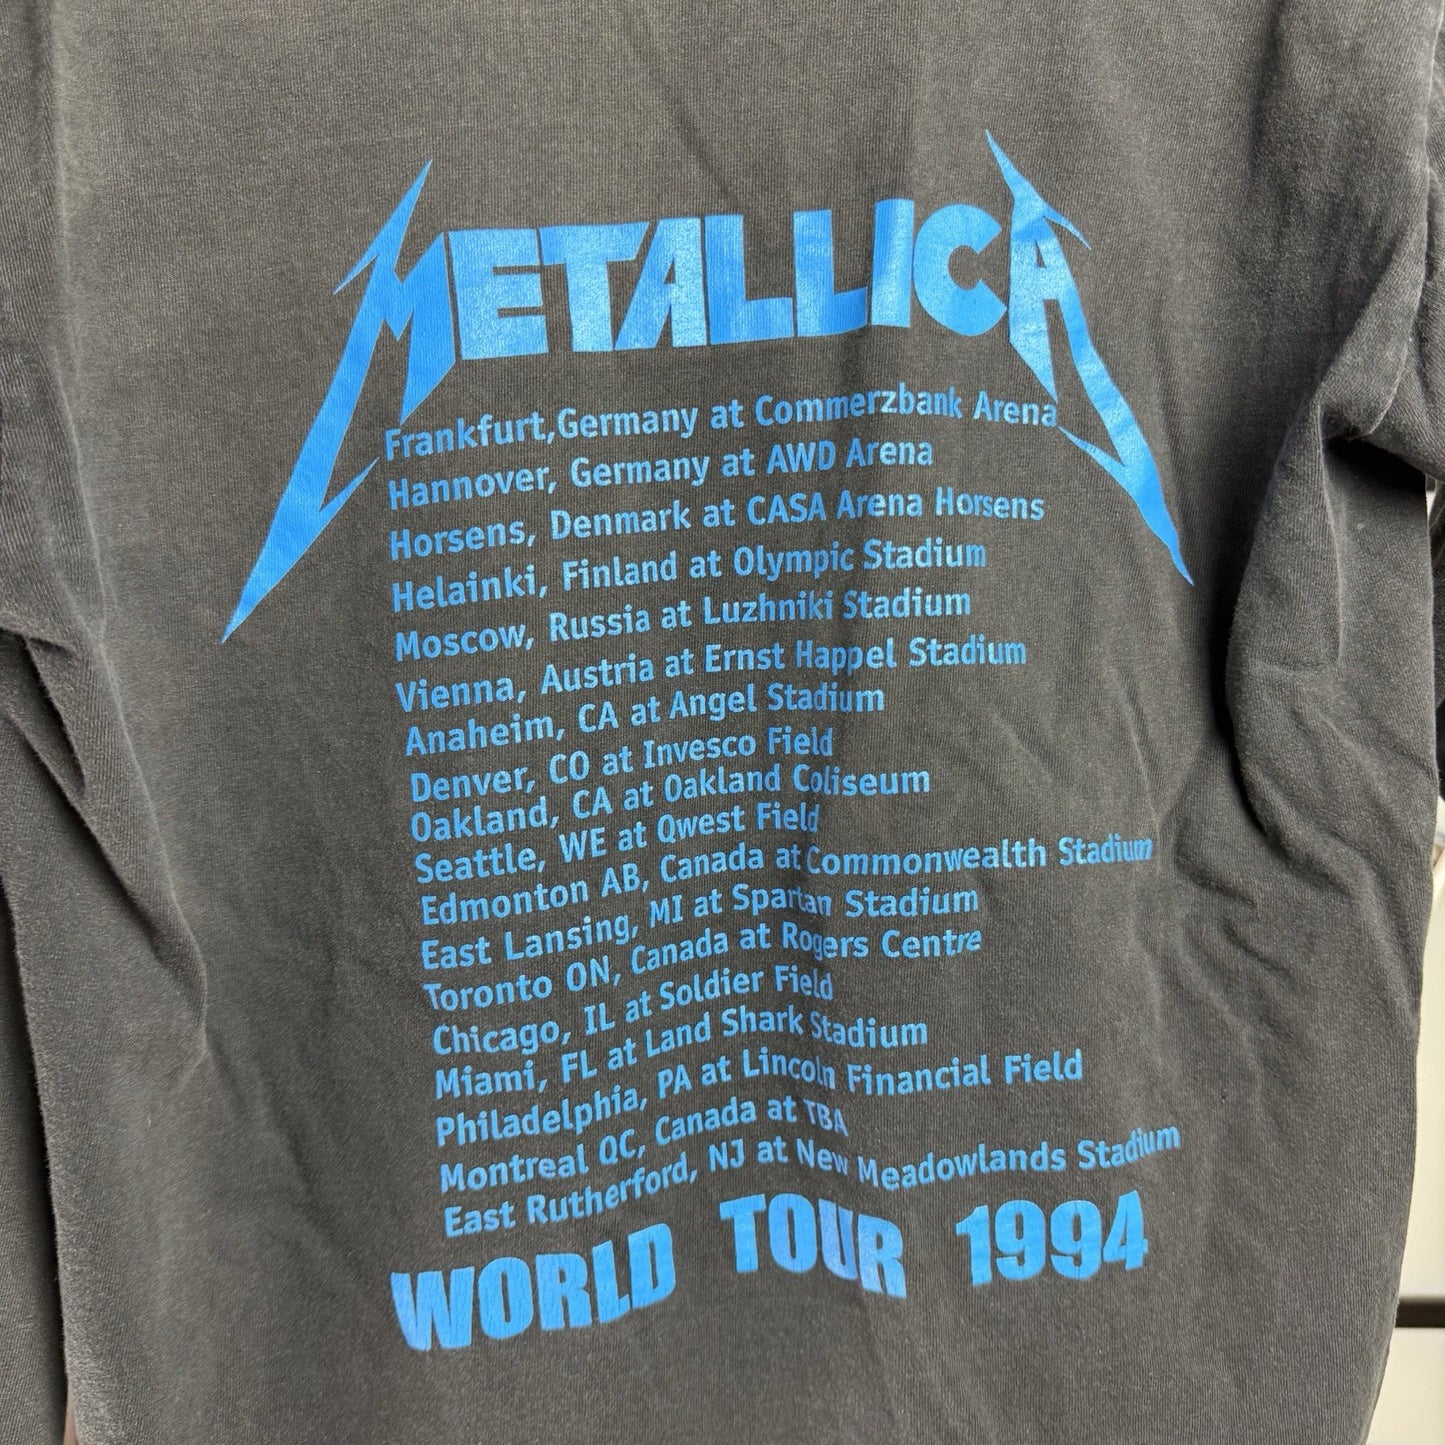 METALLICA
Frankfurt,Germany at Commerzbank Arena
Hannover, Germany at AWD Arena
Horsens, Denmark at CASA Arena Horsens
Helainki, Finland at Olympic Stadium
Moscow, Russia at Luzhniki Stadium
Vienna, Austria at Ernst Happel Stadium
Anaheim, CA at Angel Stadium
Denver, CO at Invesco Field
Oakland, CA at Oakland Coliseum
Seattle, WE at Qwest Field
Edmonton AB, Canada at Commonwealth Stadium
East Lansing, MI at Spartan Stadium
Toronto ON, Canada at Rogers Centre
Chicago, IL at Soldier Field
Miami, FL at Land Shark Stadium
Philadelphia, PA at Lincoln Financial Field
Montreal QC, Canada at TBA
East Rutherford, NJ at New Meadowlands Stadium
WORLD TOUR 1994